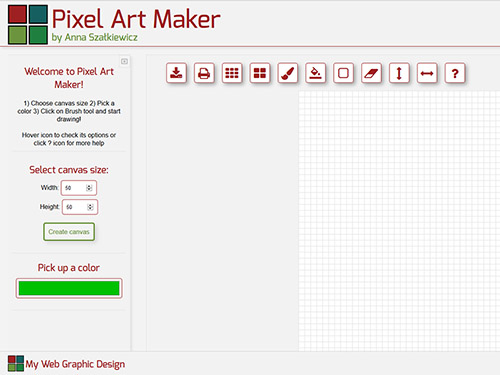 Pixel Art Maker
by Anna Szatkiewicz
Welcome to Pixel Art
Maker!
1) Choose canvas size 2) Pick a
color 3) Click on Brush tool and start
drawing!
Hover icon to check its options or
click ? icon for more help
Select canvas size:
Width: 50
Height: 60
Create canvas
Pick up a color
?
My Web Graphic Design